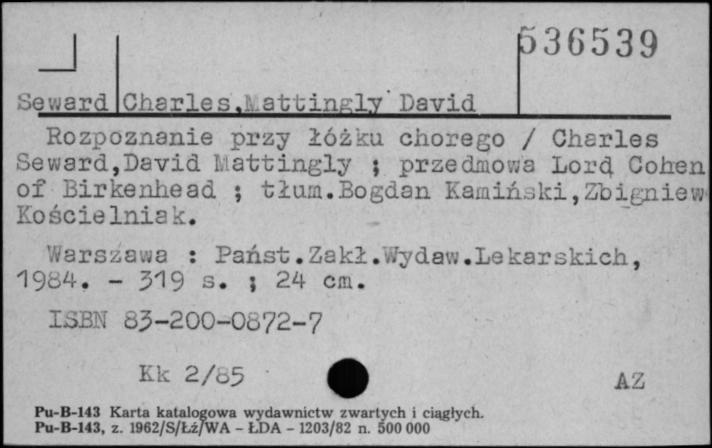 536539
Seward Charles,Mattingly David
Rozpoznanie przy łóżku chorego / Charles
Seward,David Mattingly ; przedmowa Lord Cohen
of Birkenhead ; tłum.Bogdan Kamiński,Zbigniew
Kościelniak.
Warszawa : Państ.Zakł.Wydaw.Lekarskich,
1984. - 319 s. ; 24 cm.
ISBN 83-200-0872-7
Kk 2/85
AZ
Pu-B-143 Karta katalogowa wydawnictw zwartych i ciągłych.
Pu-B-143, z. 1962/S/Łż/WA - ŁDA - 1203/82 n. 500 000